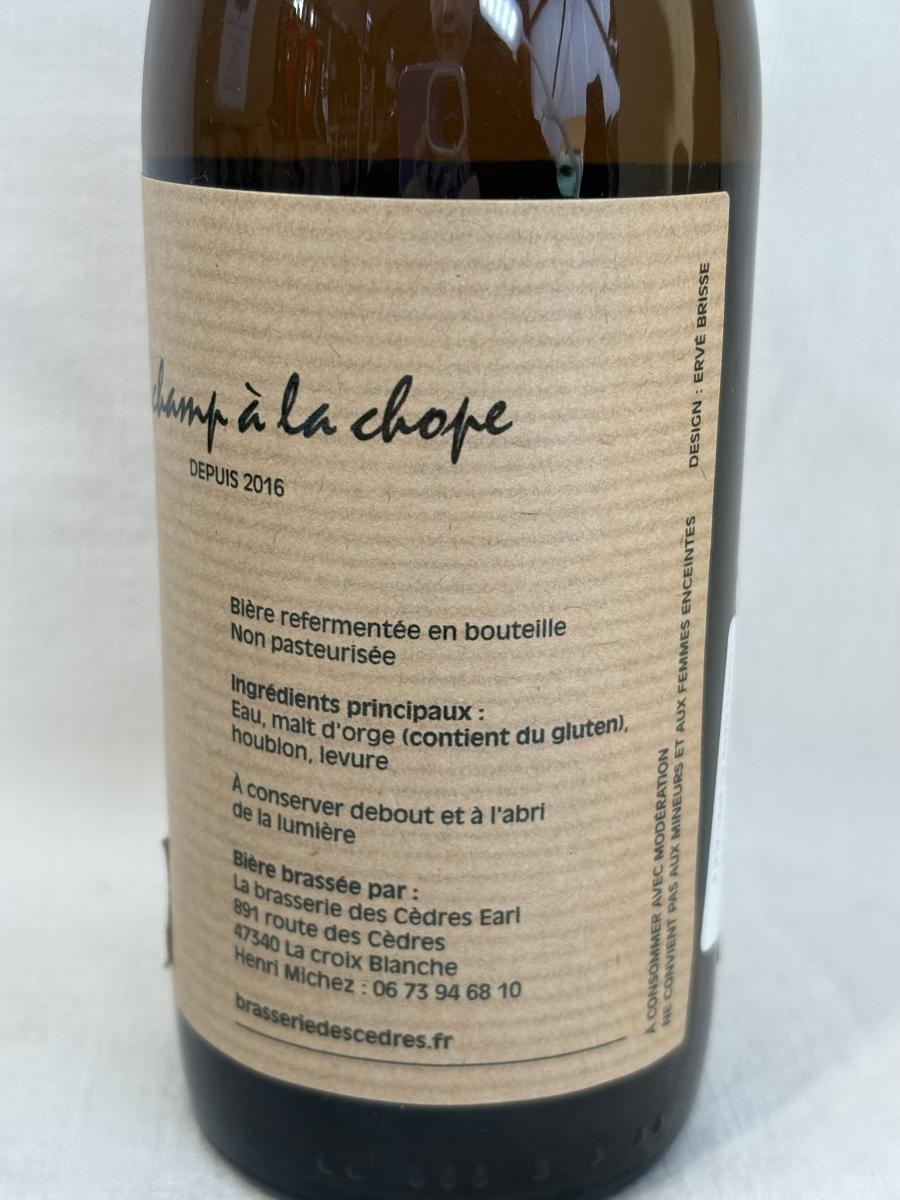 champ à la chope
DEPUIS 2016
Bière refermentée en bouteille
Non pasteurisée
Ingrédients principaux :
Eau, malt d'orge (contient du gluten),
houblon, levure
À conserver debout et à l'abri
de la lumière
Bière brassée par :
La brasserie des Cèdres Earl
891 route des Cèdres
47340 La croix Blanche
Henri Michez : 06 73 94 68 10
brasseriedescedres.fr
À CONSOMMER AVEC MODÉRATION
NE CONVIENT PAS AUX MINEURS ET AUX FEMMES ENCEINTES
DESIGN : ERVÉ BRISSE